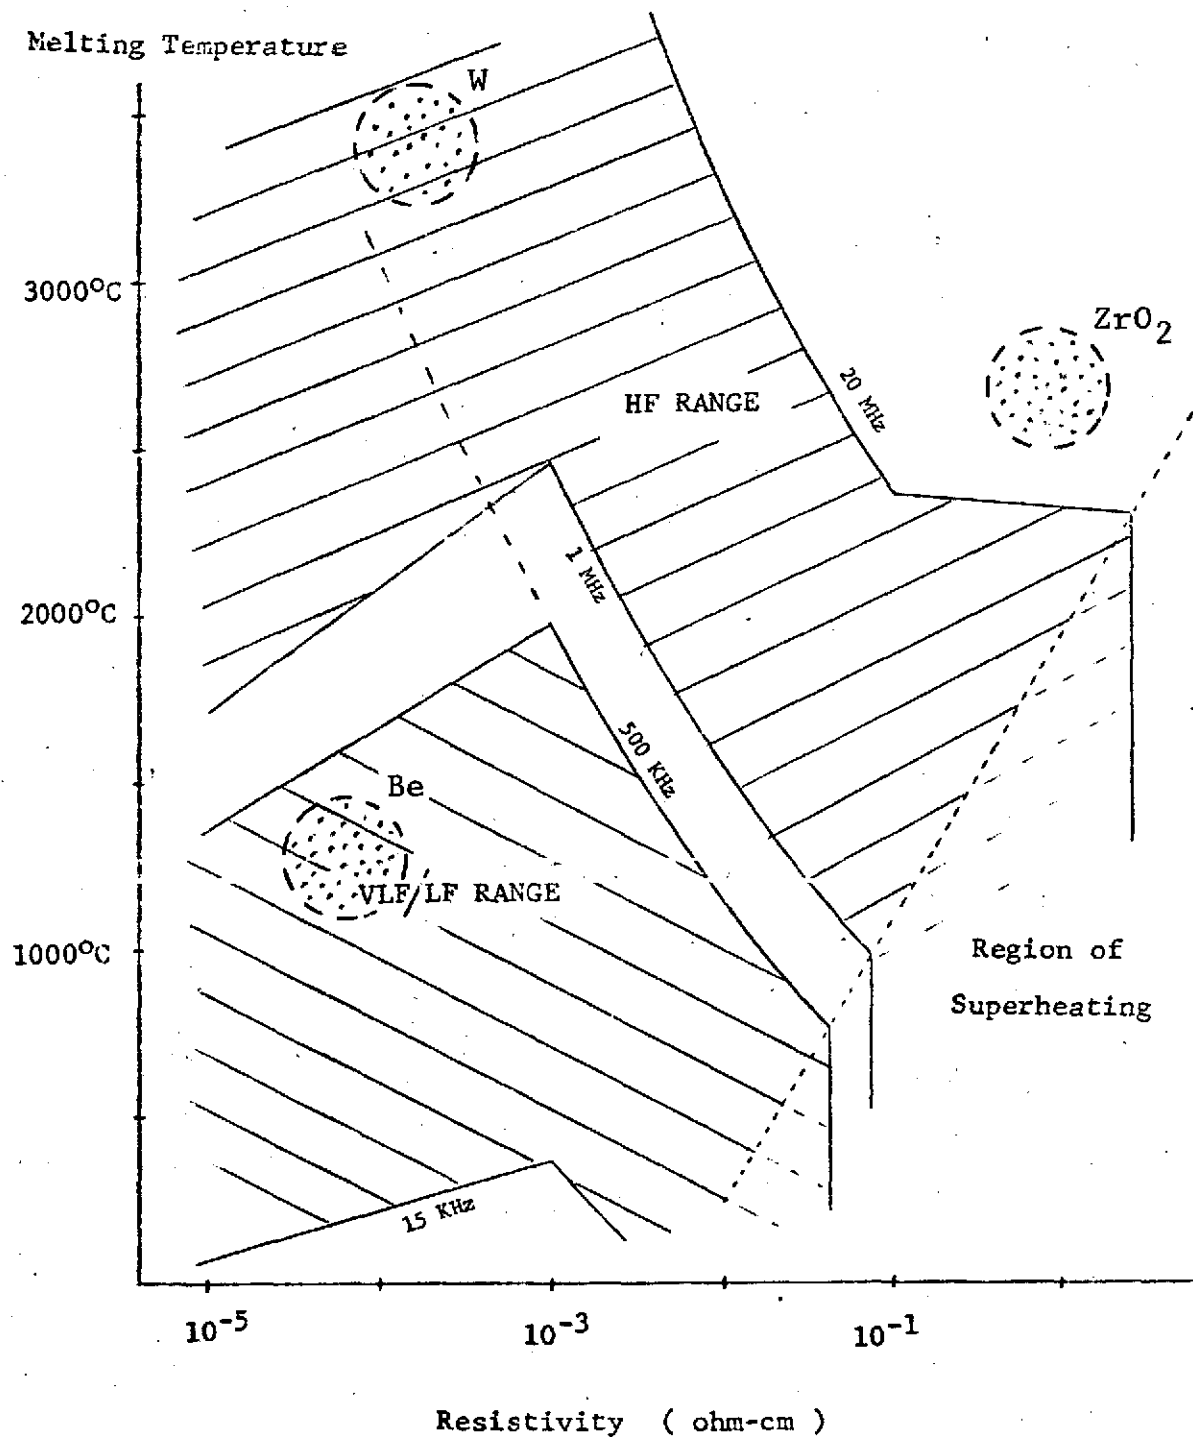 Melting Temperature
W
3000°C
ZrO2
20 MHz
HF RANGE
1 MHz
2000°C
500 KHz
Be
VLF/LF RANGE
1000°C
Region of
Superheating
15 KHz
10^-5
10^-3
10^-1
Resistivity ( ohm-cm )